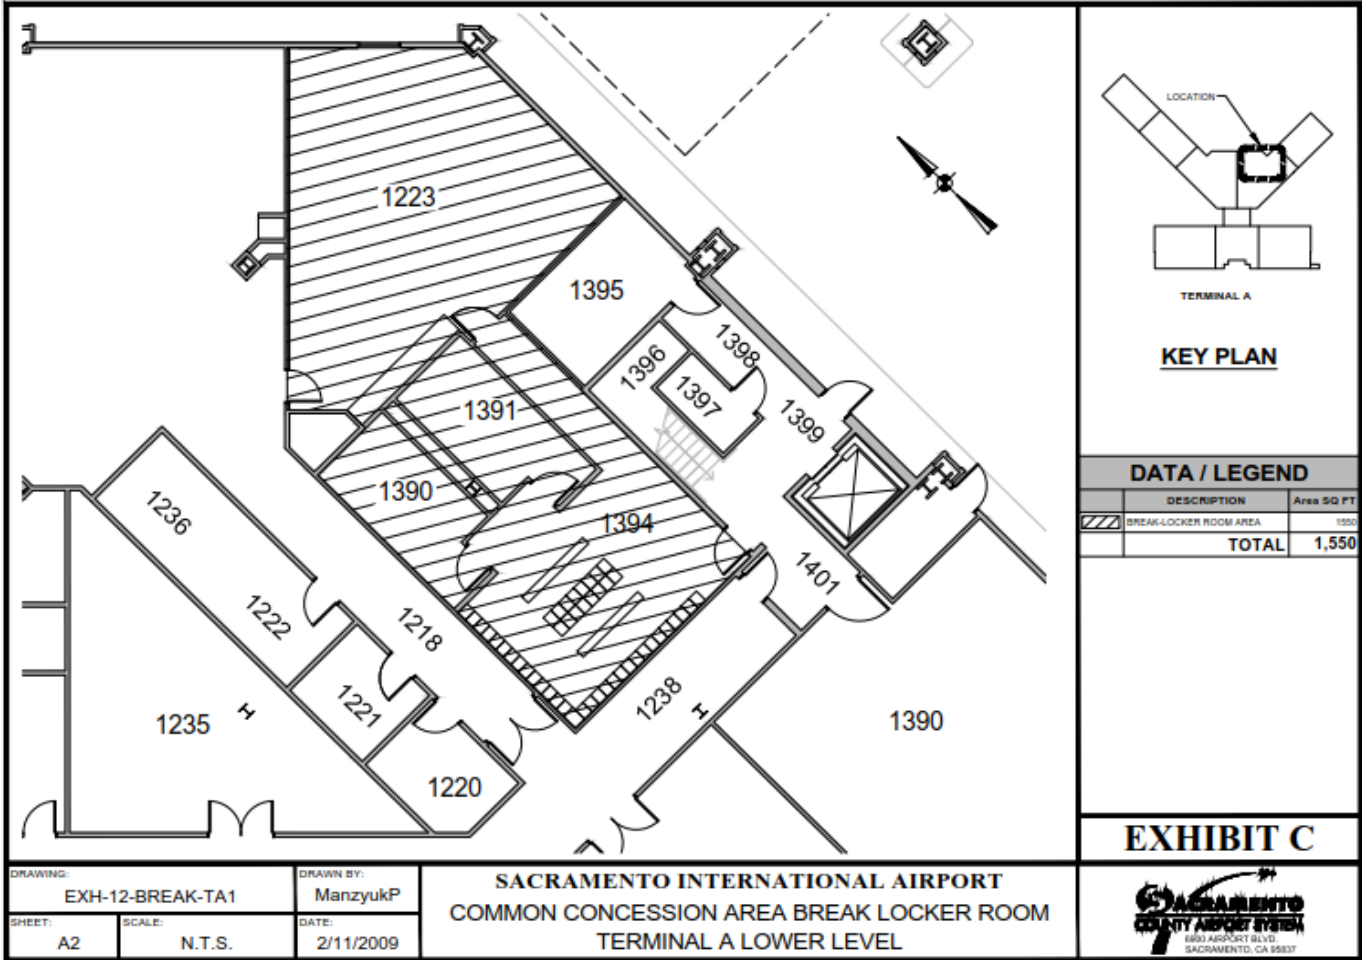 1223
1395
1398
1396
1397
1399
1391
1390
1394
1401
1236
1222
1218
1221
1238
1235
1220
1390
LOCATION
TERMINAL A
KEY PLAN
DATA / LEGEND
DESCRIPTION Area SQ FT
BREAK-LOCKER ROOM AREA 1550
TOTAL 1,550
EXHIBIT C
DRAWING:
EXH-12-BREAK-TA1
DRAWN BY:
ManzyukP
SHEET:
A2
SCALE:
N.T.S.
DATE:
2/11/2009
SACRAMENTO INTERNATIONAL AIRPORT
COMMON CONCESSION AREA BREAK LOCKER ROOM
TERMINAL A LOWER LEVEL
SACRAMENTO
COUNTY AIRPORT SYSTEM
6900 AIRPORT BLVD.
SACRAMENTO, CA 95837